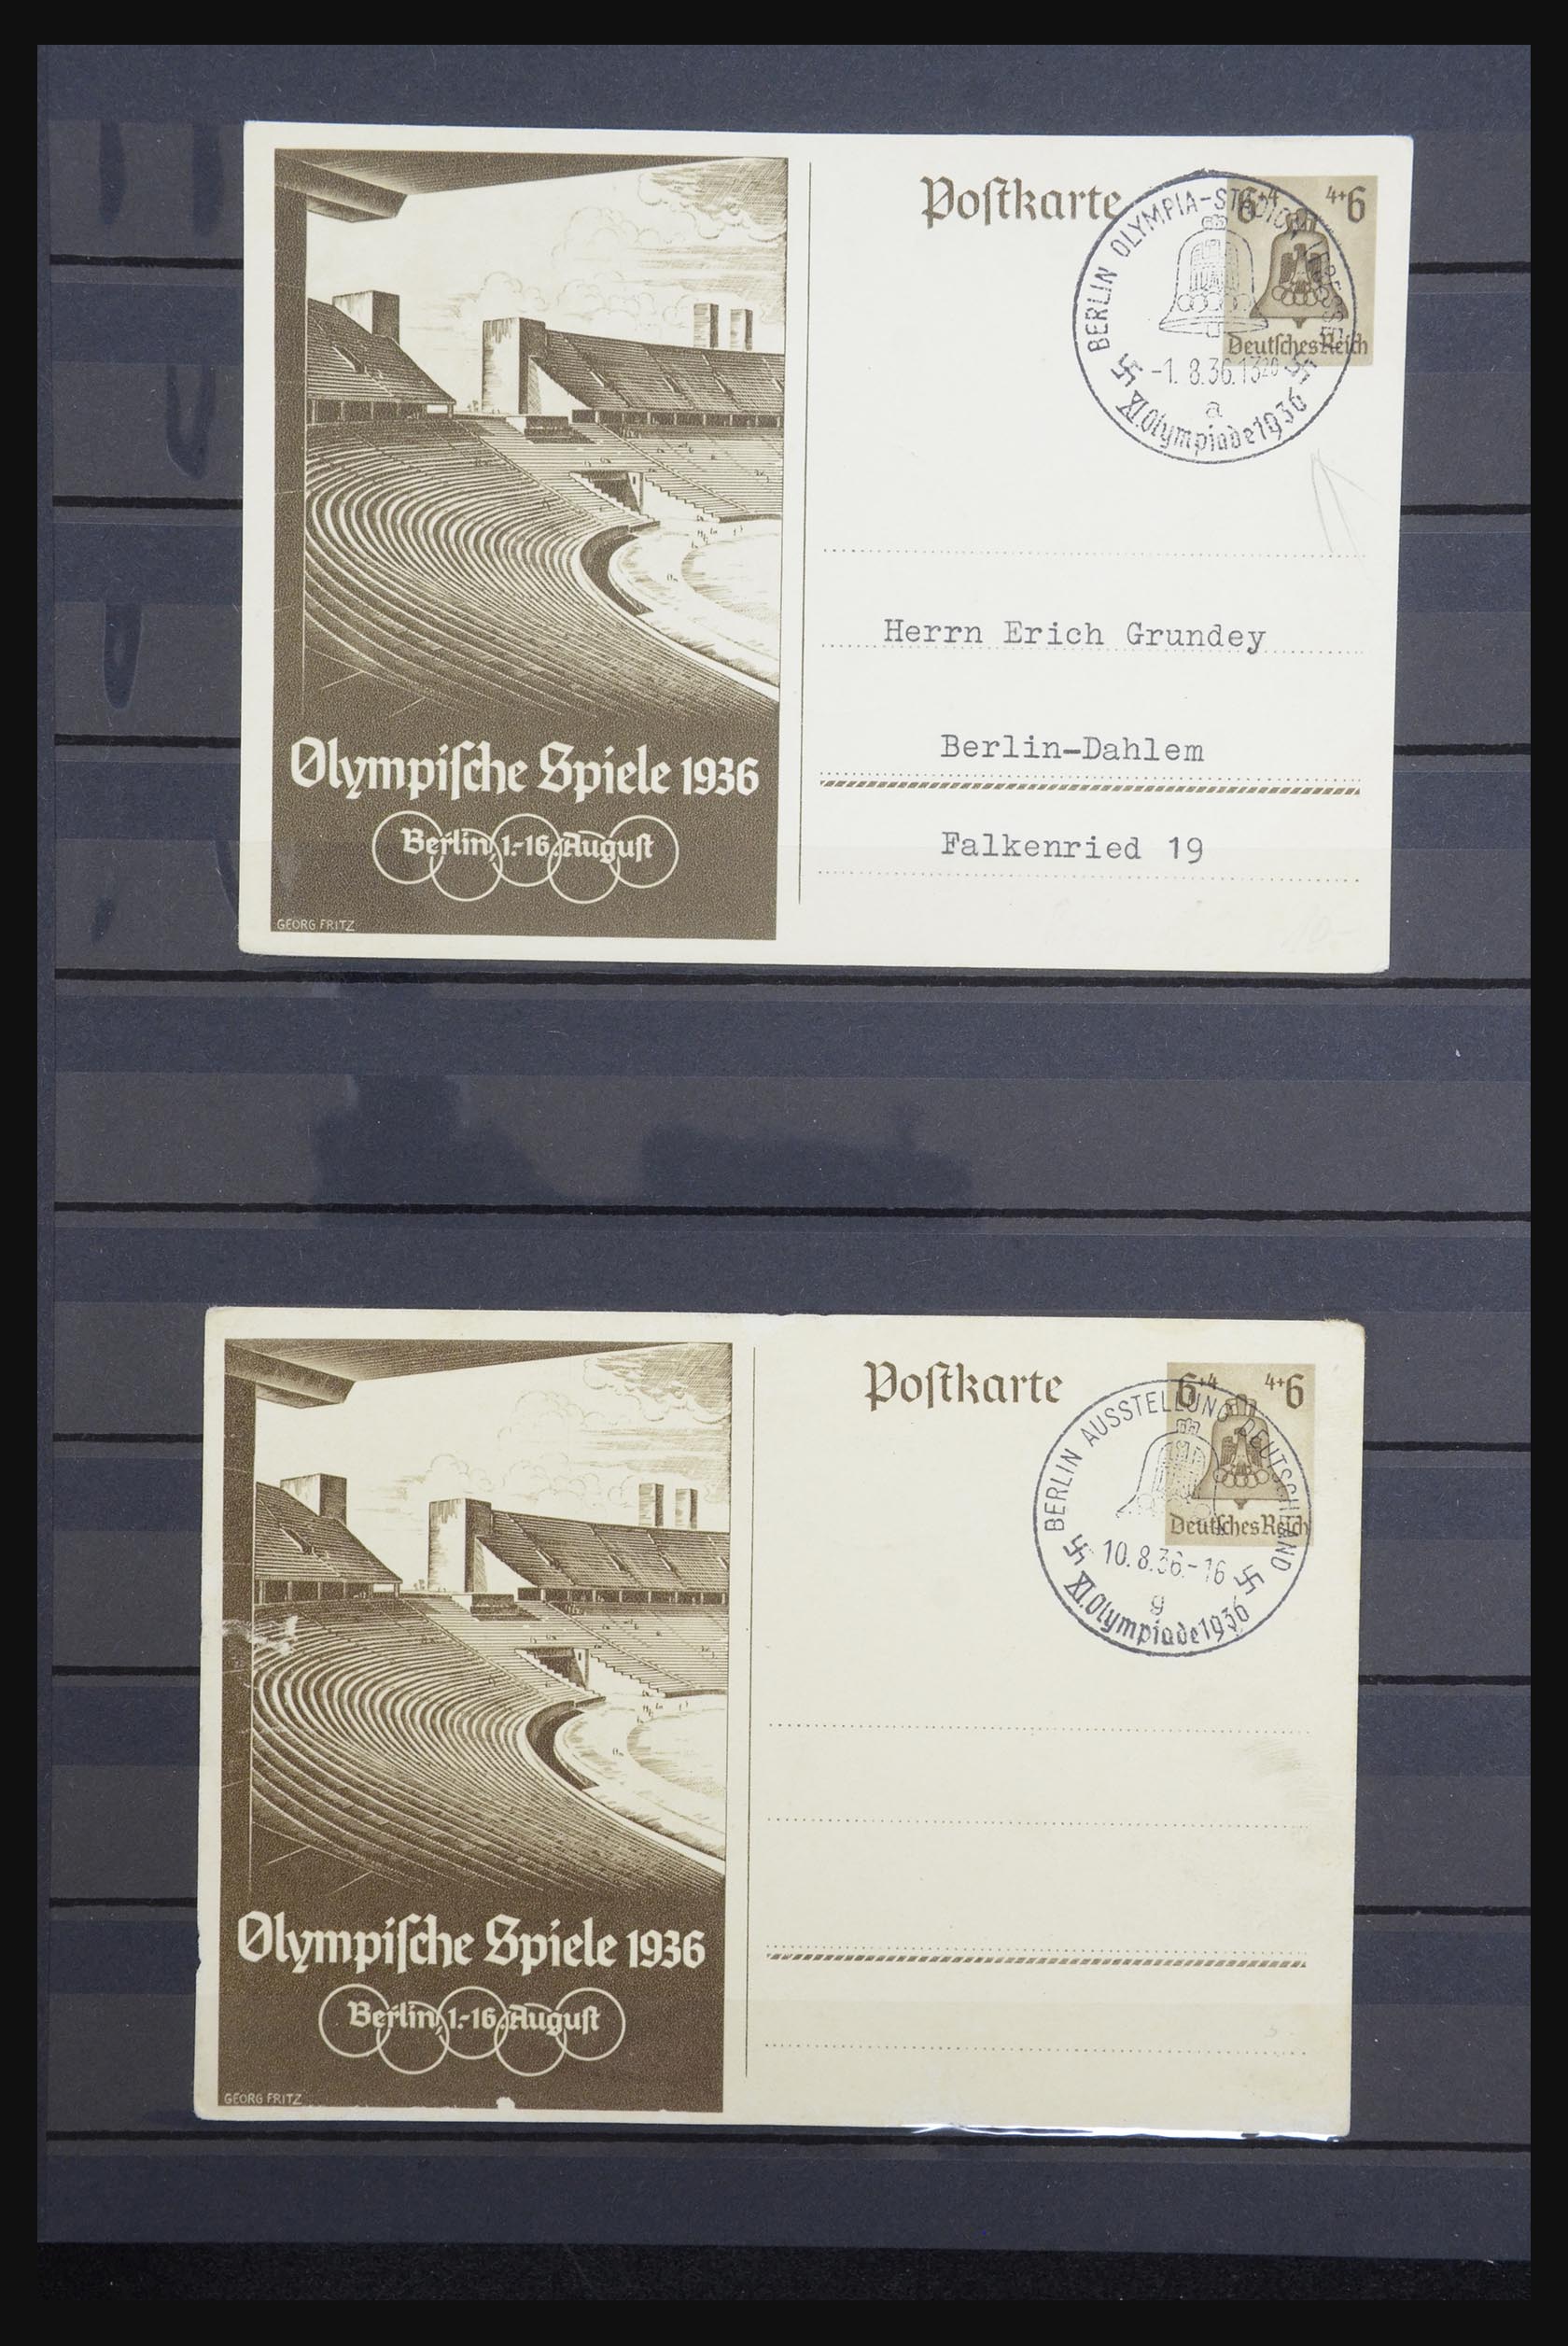 Poſtkarte
6+4 4+6
Deutſches Reich
BERLIN OLYMPIA-STADION
-1.8.36.13 20
a
XI. Olympiade 1936
Herrn Erich Grundey
Berlin-Dahlem
Falkenried 19
Olympiſche Spiele 1936
Berlin, 1.-16. Auguſt
GEORG FRITZ
Poſtkarte
6+4 4+6
Deutſches Reich
BERLIN AUSSTELLUNG DEUTSCHLAND
10.8.36.-16
g
XI. Olympiade 1936
Olympiſche Spiele 1936
Berlin, 1.-16. Auguſt
GEORG FRITZ